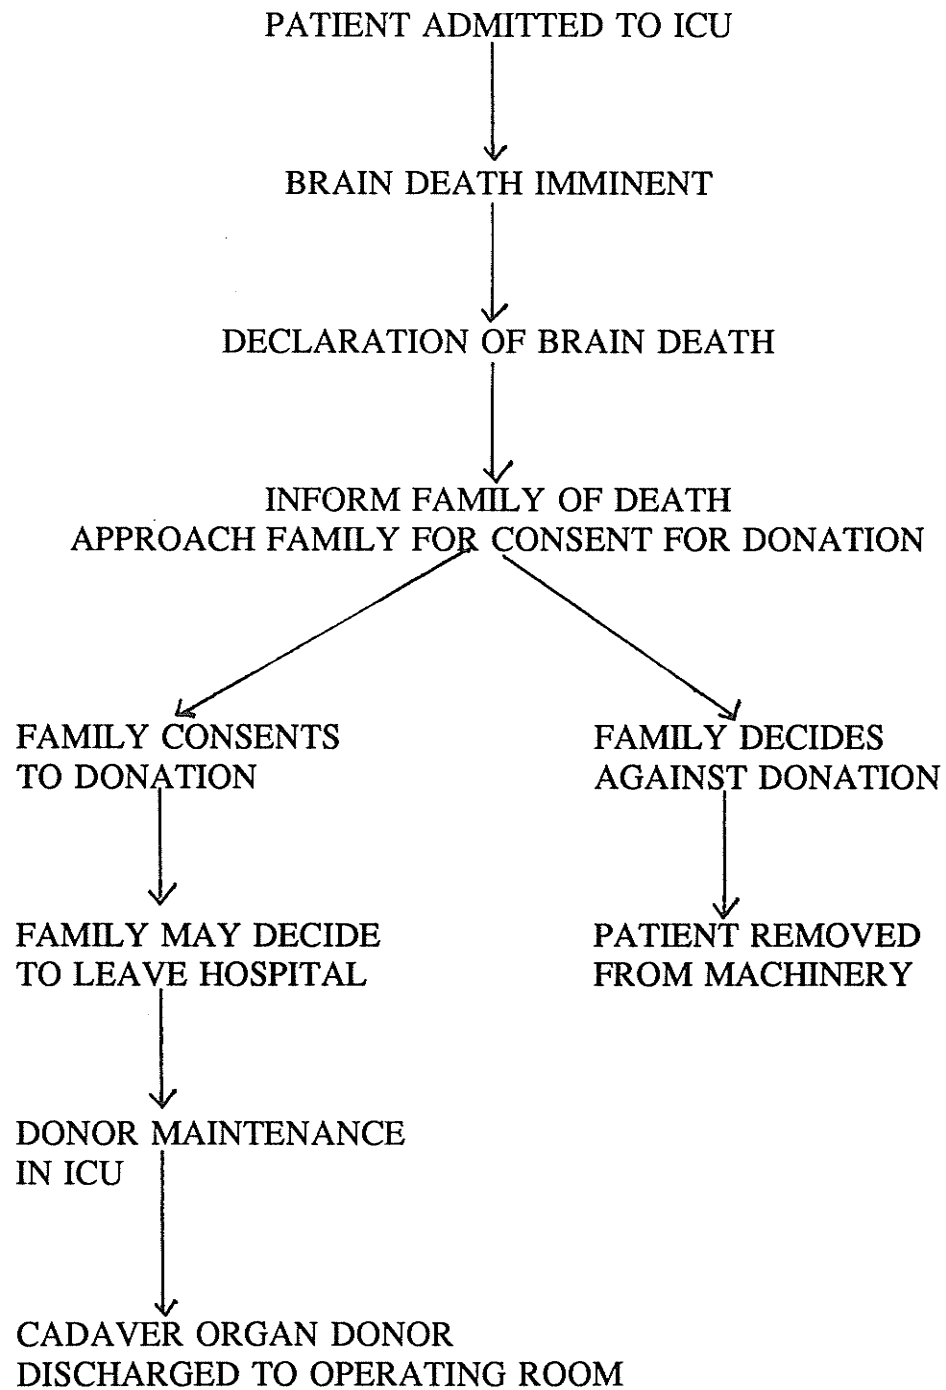 PATIENT ADMITTED TO ICU
BRAIN DEATH IMMINENT
DECLARATION OF BRAIN DEATH
INFORM FAMILY OF DEATH
APPROACH FAMILY FOR CONSENT FOR DONATION
FAMILY CONSENTS
TO DONATION
FAMILY DECIDES
AGAINST DONATION
FAMILY MAY DECIDE
TO LEAVE HOSPITAL
PATIENT REMOVED
FROM MACHINERY
DONOR MAINTENANCE
IN ICU
CADAVER ORGAN DONOR
DISCHARGED TO OPERATING ROOM